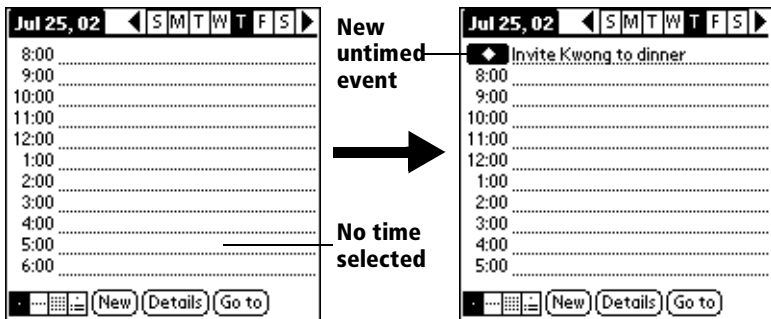 Jul 25, 02 S M T W T F S
8:00
9:00
10:00
11:00
12:00
1:00
2:00
3:00
4:00
5:00
6:00
New Details Go to
New
untimed
event
No time
selected
Jul 25, 02 S M T W T F S
Invite Kwong to dinner
8:00
9:00
10:00
11:00
12:00
1:00
2:00
3:00
4:00
5:00
New Details Go to